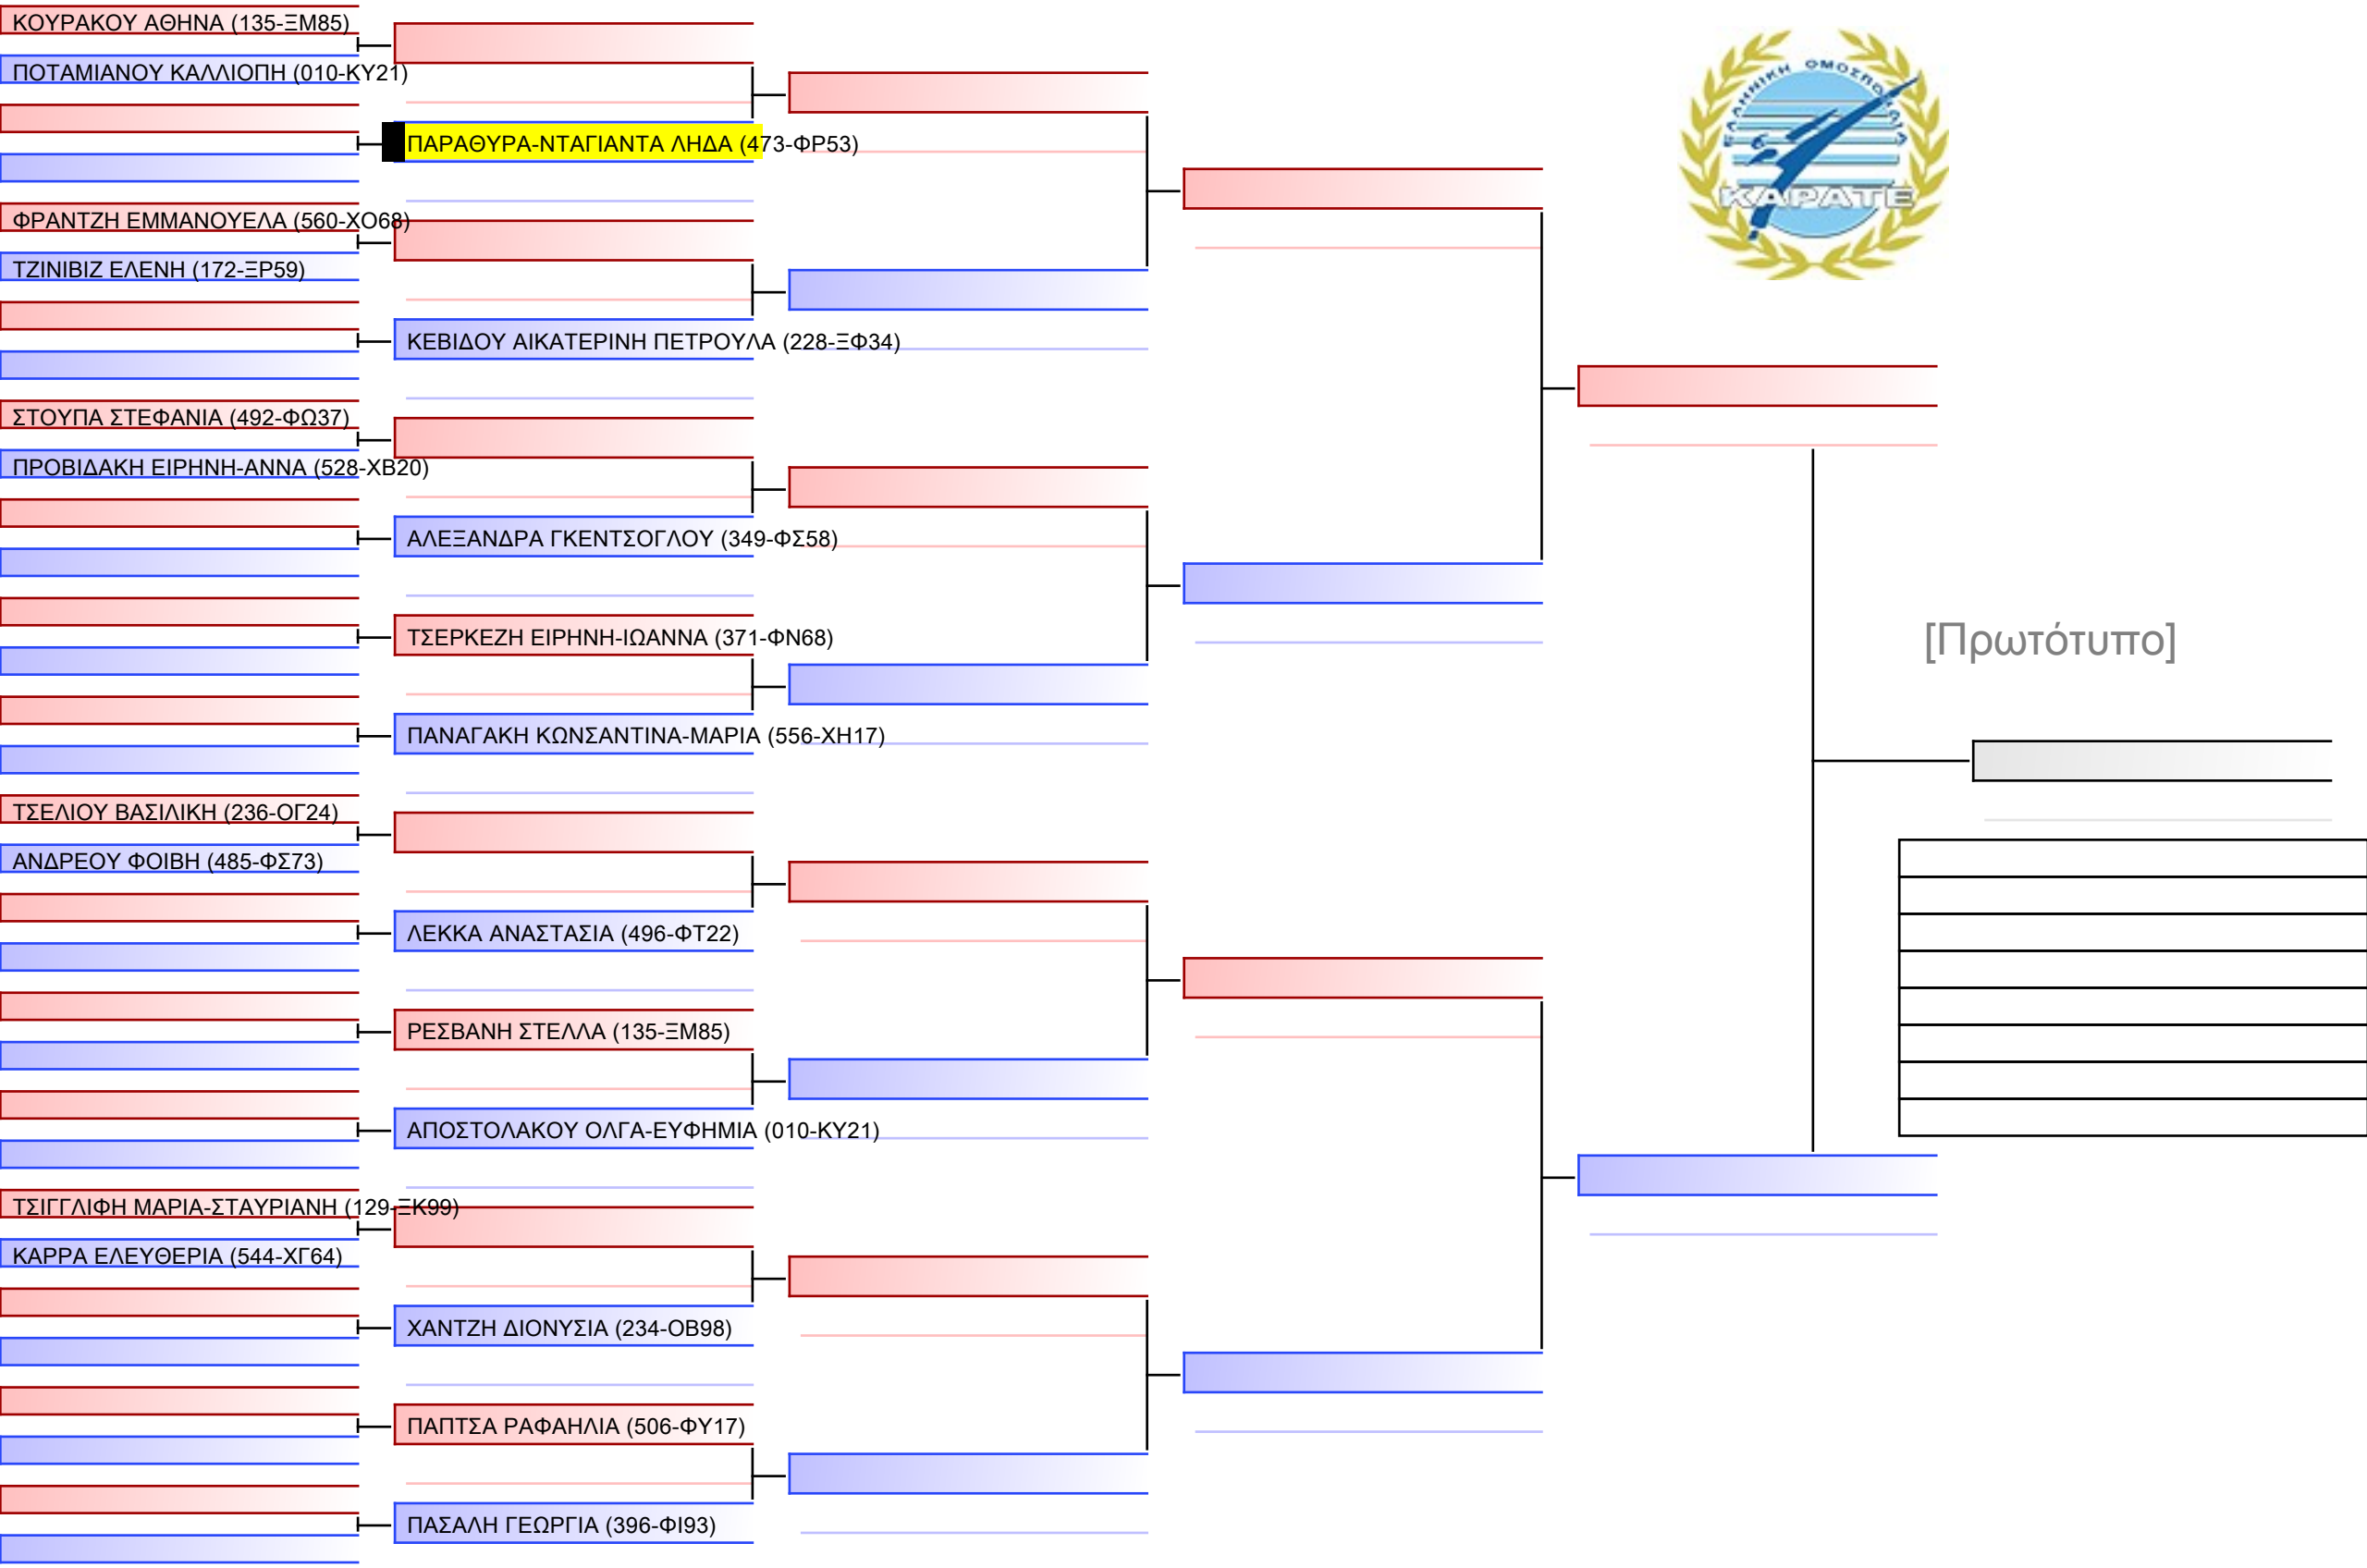 ΚΟΥΡΑΚΟΥ ΑΘΗΝΑ (135-ΞΜ85)
ΠΟΤΑΜΙΑΝΟΥ ΚΑΛΛΙΟΠΗ (010-ΚΥ21)
ΠΑΡΑΘΥΡΑ-ΝΤΑΓΙΑΝΤΑ ΛΗΔΑ (473-ΦΡ53)
ΦΡΑΝΤΖΗ ΕΜΜΑΝΟΥΕΛΑ (560-ΧΟ68)
ΤΖΙΝΙΒΙΖ ΕΛΕΝΗ (172-ΞΡ59)
ΚΕΒΙΔΟΥ ΑΙΚΑΤΕΡΙΝΗ ΠΕΤΡΟΥΛΑ (228-ΞΦ34)
ΣΤΟΥΠΑ ΣΤΕΦΑΝΙΑ (492-ΦΩ37)
ΠΡΟΒΙΔΑΚΗ ΕΙΡΗΝΗ-ΑΝΝΑ (528-ΧΒ20)
ΑΛΕΞΑΝΔΡΑ ΓΚΕΝΤΣΟΓΛΟΥ (349-ΦΣ58)
ΤΣΕΡΚΕΖΗ ΕΙΡΗΝΗ-ΙΩΑΝΝΑ (371-ΦΝ68)
ΠΑΝΑΓΑΚΗ ΚΩΝΣΑΝΤΙΝΑ-ΜΑΡΙΑ (556-ΧΗ17)
ΤΣΕΛΙΟΥ ΒΑΣΙΛΙΚΗ (236-ΟΓ24)
ΑΝΔΡΕΟΥ ΦΟΙΒΗ (485-ΦΣ73)
ΛΕΚΚΑ ΑΝΑΣΤΑΣΙΑ (496-ΦΤ22)
ΡΕΣΒΑΝΗ ΣΤΕΛΛΑ (135-ΞΜ85)
ΑΠΟΣΤΟΛΑΚΟΥ ΟΛΓΑ-ΕΥΦΗΜΙΑ (010-ΚΥ21)
ΤΣΙΓΓΛΙΦΗ ΜΑΡΙΑ-ΣΤΑΥΡΙΑΝΗ (129-ΞΚ99)
ΚΑΡΡΑ ΕΛΕΥΘΕΡΙΑ (544-ΧΓ64)
ΧΑΝΤΖΗ ΔΙΟΝΥΣΙΑ (234-ΟΒ98)
ΠΑΠΤΣΑ ΡΑΦΑΗΛΙΑ (506-ΦΥ17)
ΠΑΣΑΛΗ ΓΕΩΡΓΙΑ (396-ΦΙ93)
ΕΛΛΗΝΙΚΗ ΟΜΟΣΠΟΝΔΙΑ
ΚΑΡΑΤΕ
[Πρωτότυπο]